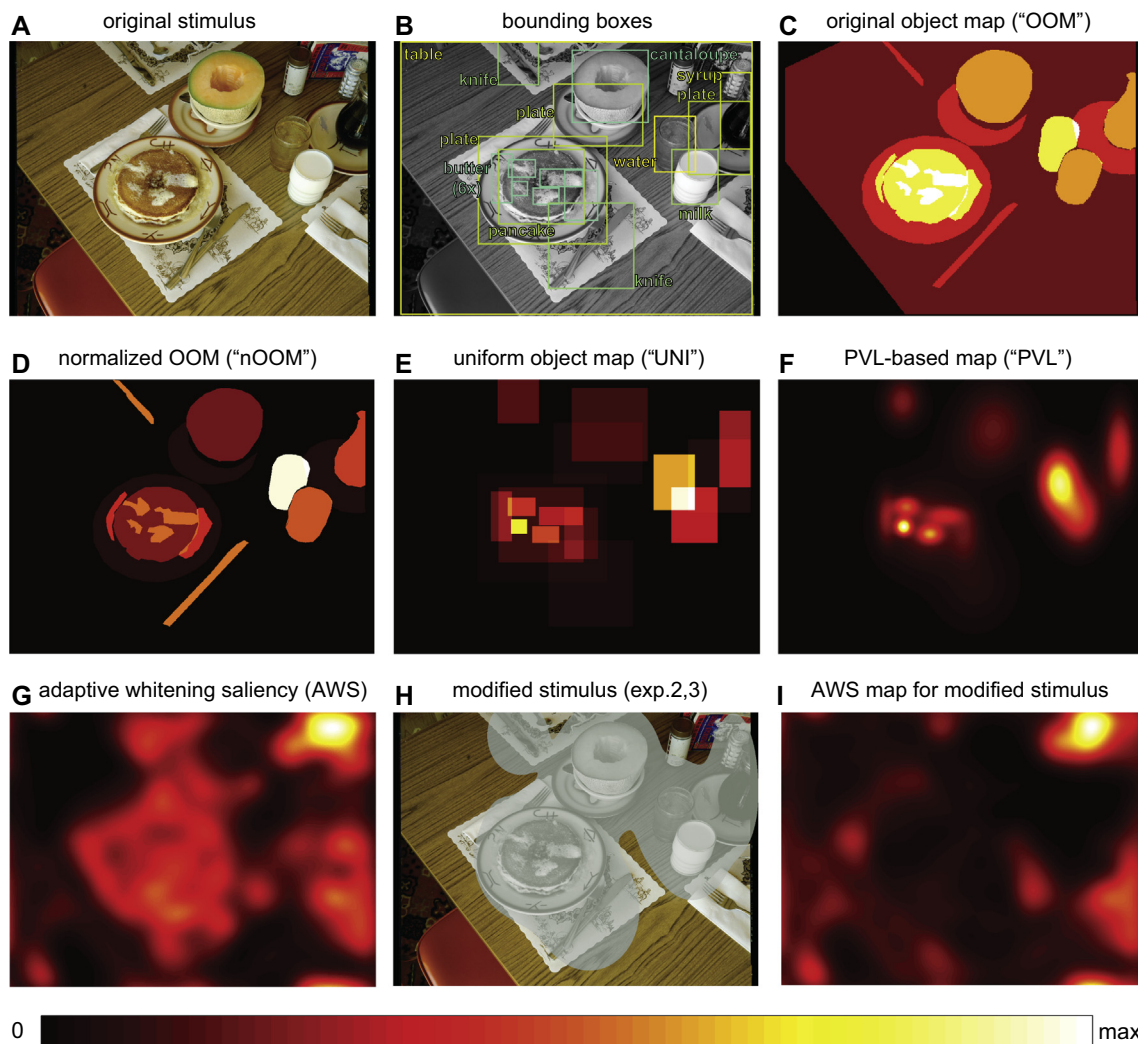 A original stimulus
B bounding boxes
C original object map (“OOM”)
table
cantaloupe
knife
syrup
plate
plate
plate
butter
(6x)
water
milk
pancake
knife
D normalized OOM (“nOOM”)
E uniform object map (“UNI”)
F PVL-based map (“PVL”)
G adaptive whitening saliency (AWS)
H modified stimulus (exp.2,3)
I AWS map for modified stimulus
0 max